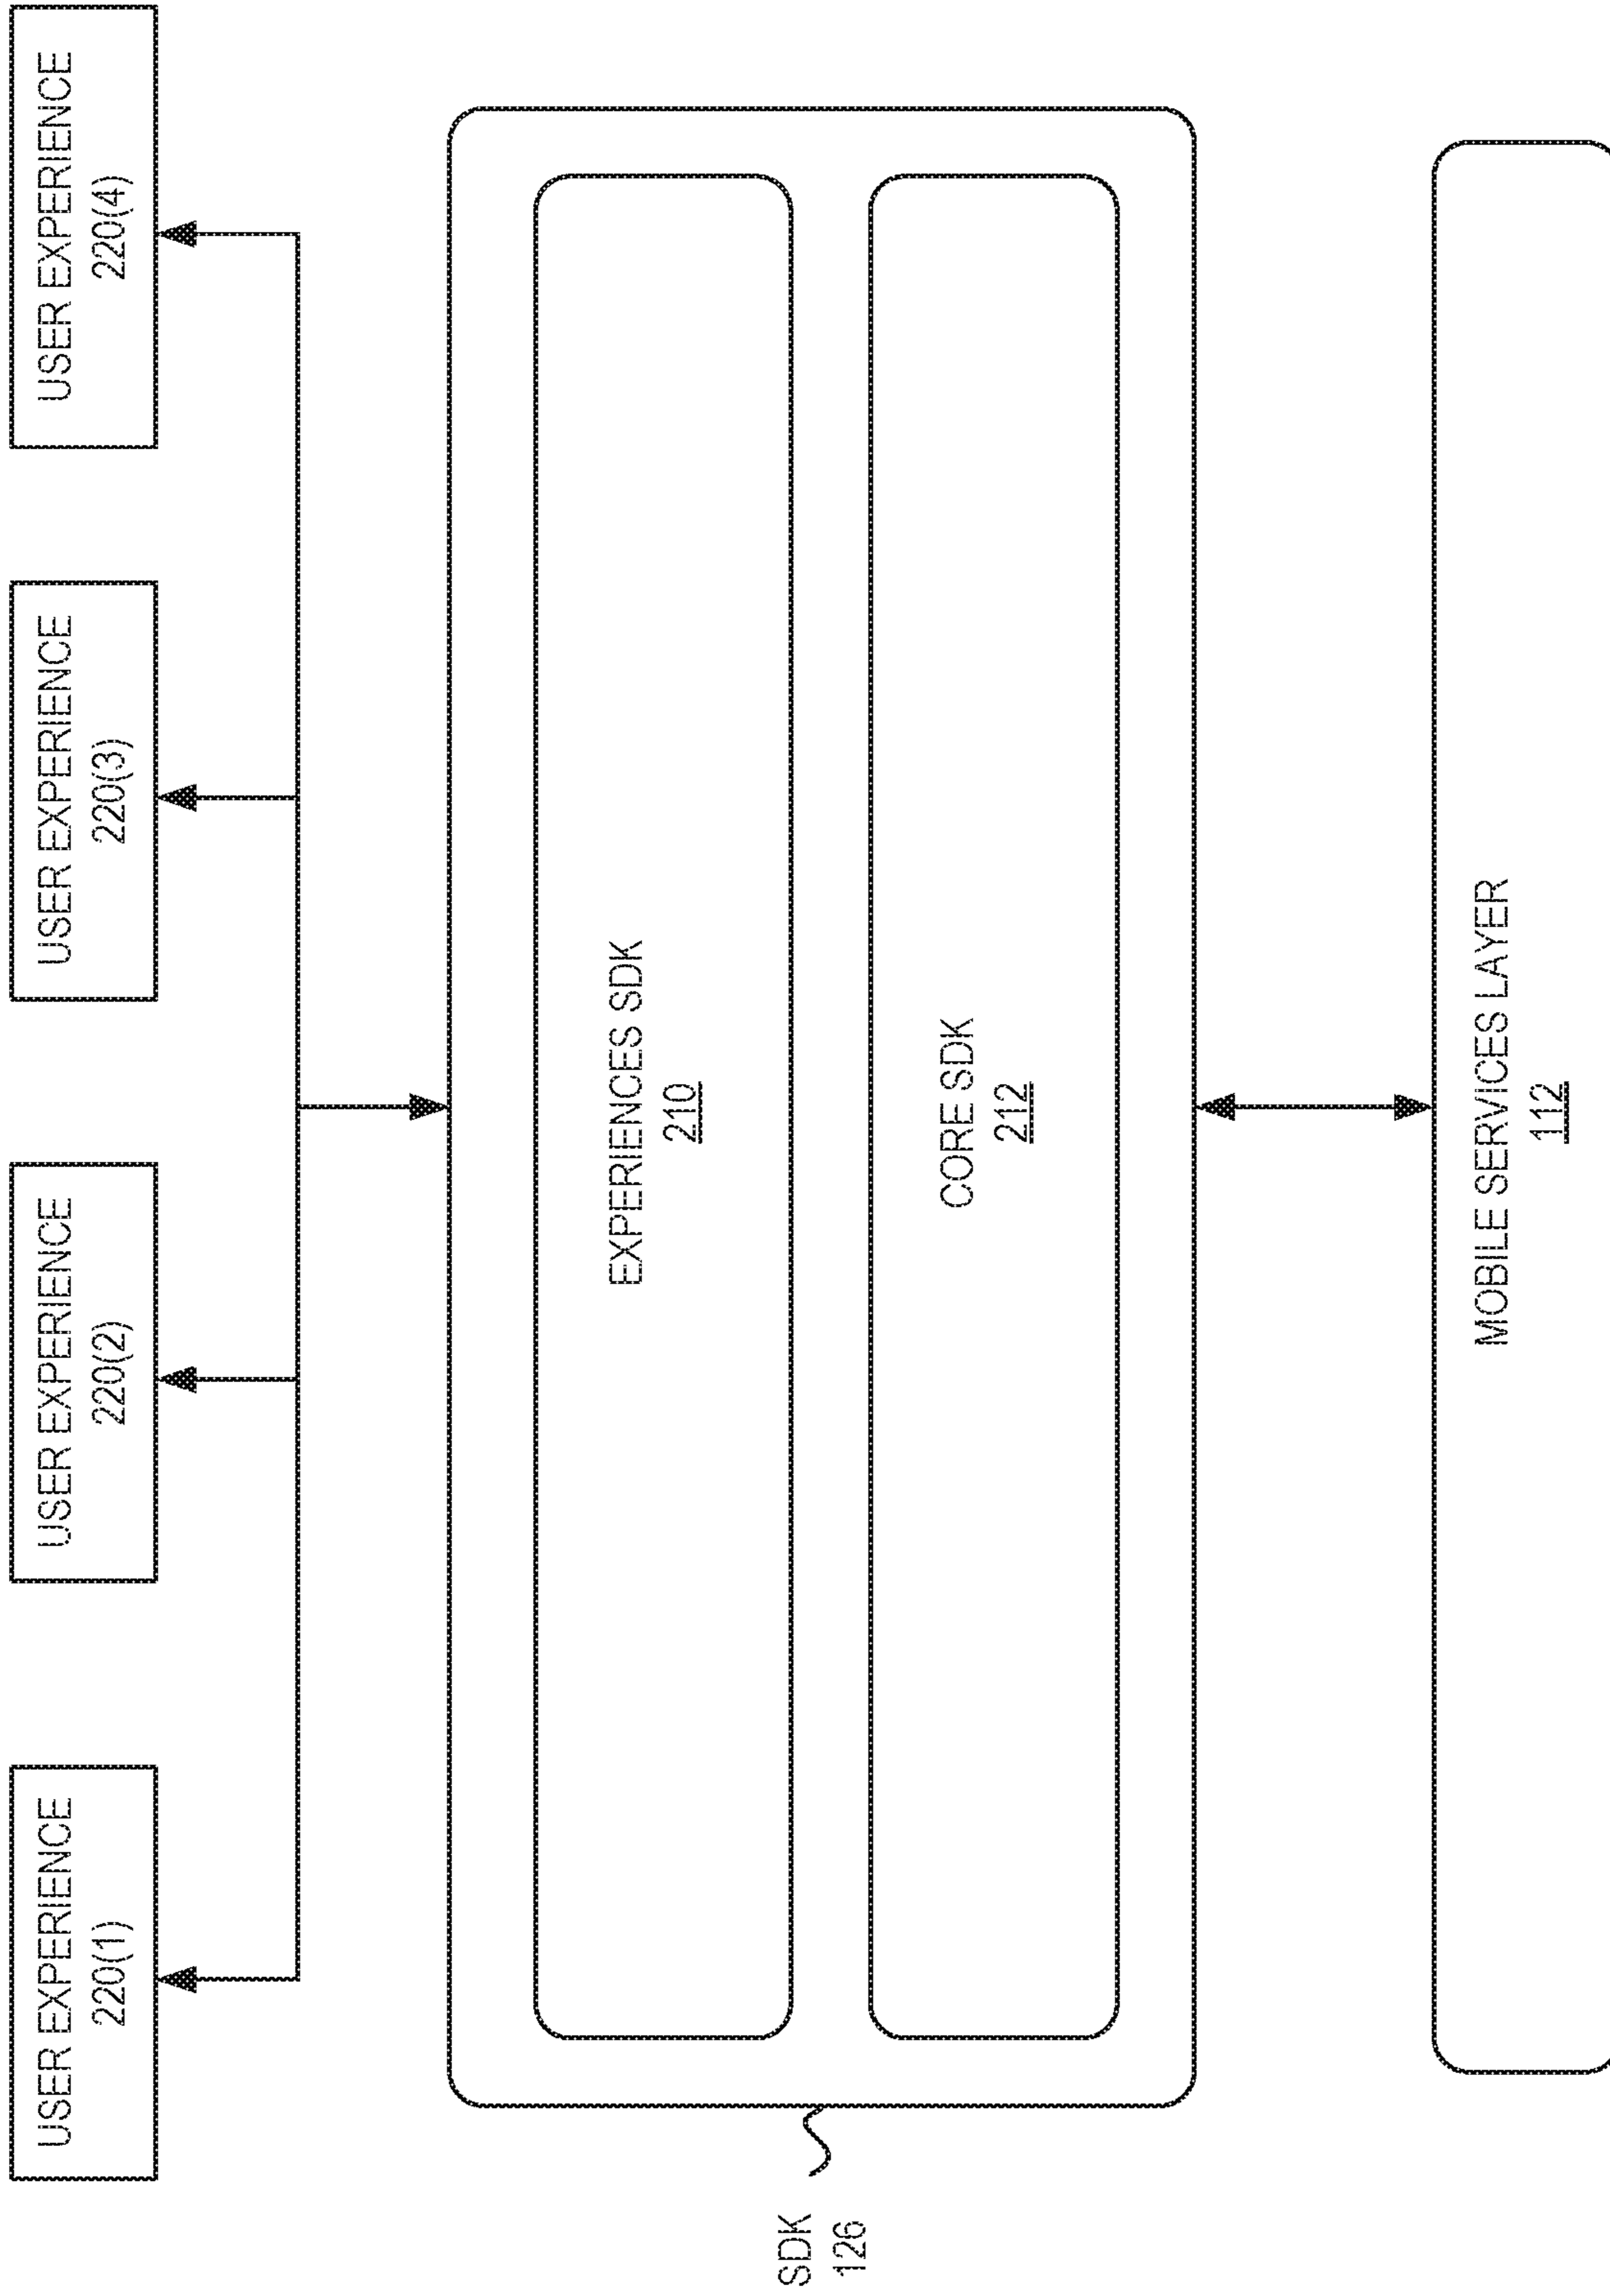 USER EXPERIENCE
220(1)
USER EXPERIENCE
220(2)
USER EXPERIENCE
220(3)
USER EXPERIENCE
220(4)
EXPERIENCES SDK
210
CORE SDK
212
SDK
126
MOBILE SERVICES LAYER
112